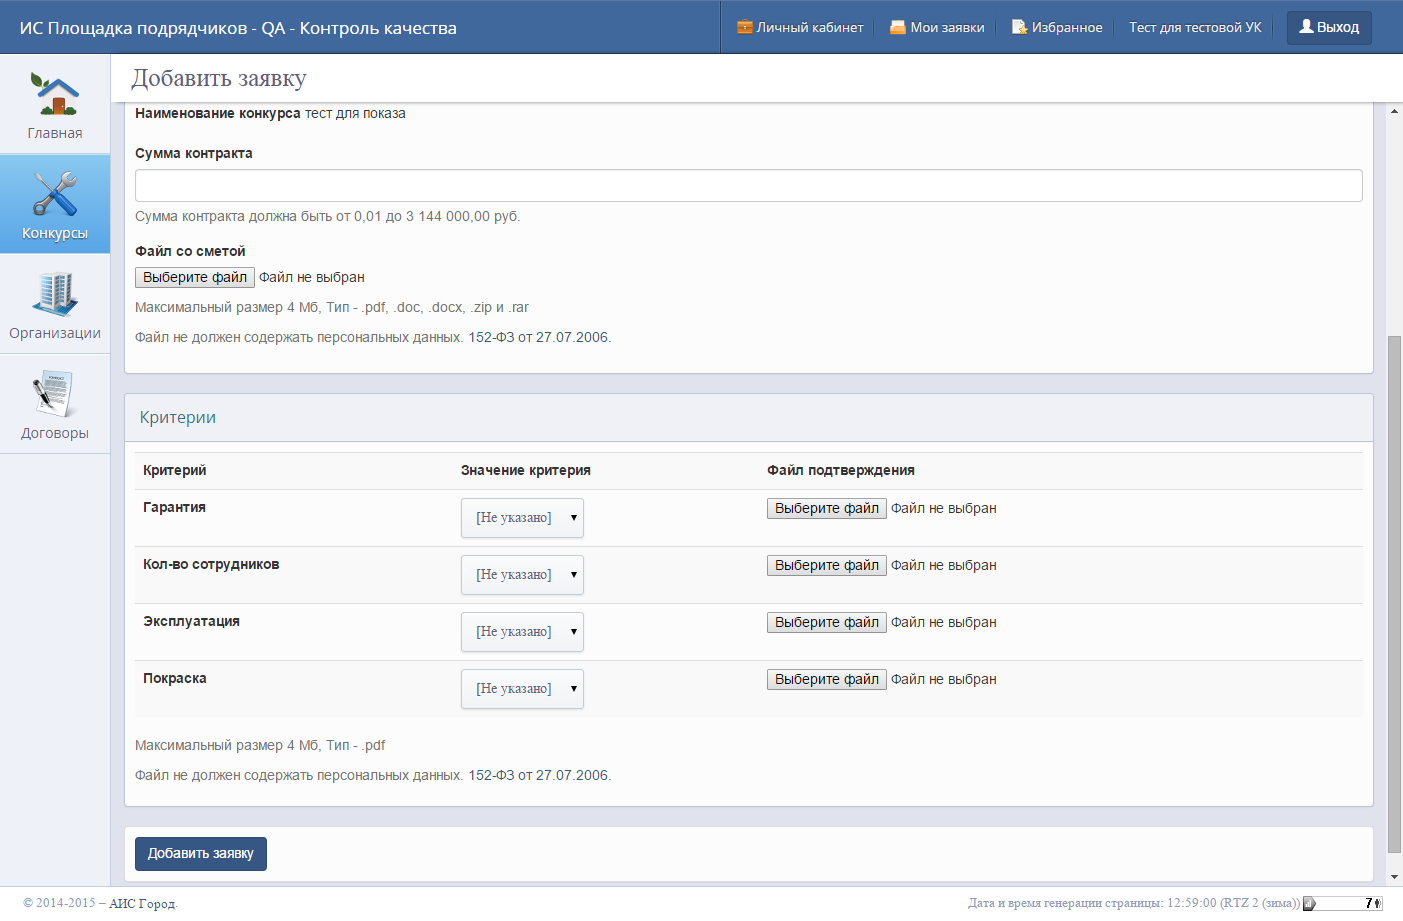 ИС Площадка подрядчиков - QA - Контроль качества
Личный кабинет
Мои заявки
Избранное
Тест для тестовой УК
Выход
Главная
Конкурсы
Организации
Договоры
Добавить заявку
Наименование конкурса тест для показа
Сумма контракта
Сумма контракта должна быть от 0,01 до 3 144 000,00 руб.
Файл со сметой
Выберите файл Файл не выбран
Максимальный размер 4 Мб, Тип - .pdf, .doc, .docx, .zip и .rar
Файл не должен содержать персональных данных. 152-ФЗ от 27.07.2006.
Критерии
Критерий Значение критерия Файл подтверждения
Гарантия [Не указано] Выберите файл Файл не выбран
Кол-во сотрудников [Не указано] Выберите файл Файл не выбран
Эксплуатация [Не указано] Выберите файл Файл не выбран
Покраска [Не указано] Выберите файл Файл не выбран
Максимальный размер 4 Мб, Тип - .pdf
Файл не должен содержать персональных данных. 152-ФЗ от 27.07.2006.
Добавить заявку
© 2014-2015 – АИС Город.
Дата и время генерации страницы: 12:59:00 (RTZ 2 (зима))
7